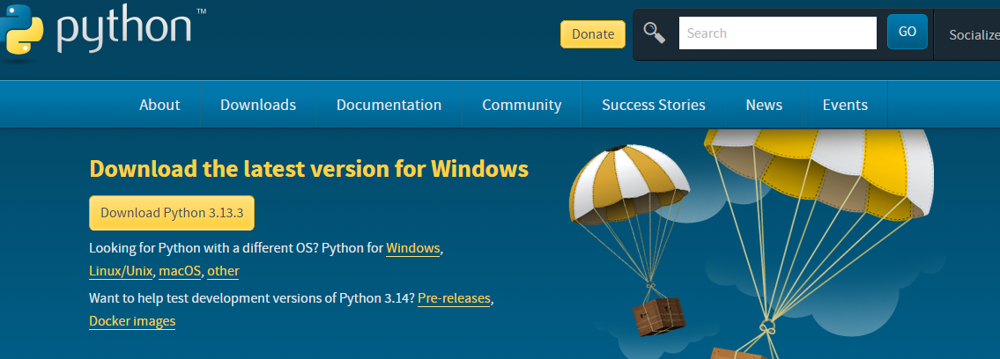 python™
Donate
Search
GO
Socialize
About
Downloads
Documentation
Community
Success Stories
News
Events
Download the latest version for Windows
Download Python 3.13.3
Looking for Python with a different OS? Python for Windows,
Linux/Unix, macOS, other
Want to help test development versions of Python 3.14? Pre-releases,
Docker images